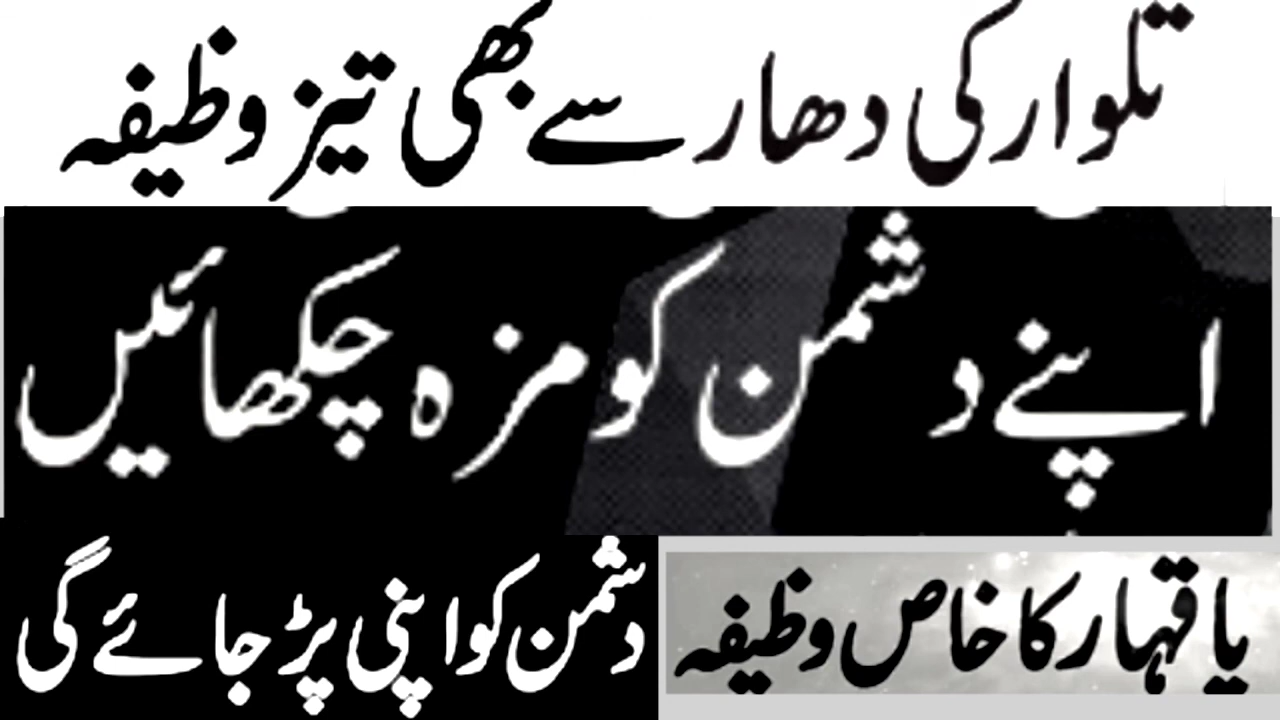 تلوار کی دھار سے بھی تیز وظیفہ
اپنے دشمن کو مزہ چکھائیں
یا قہار کا خاص وظیفہ
دشمن کو اپنی پڑ جائے گی